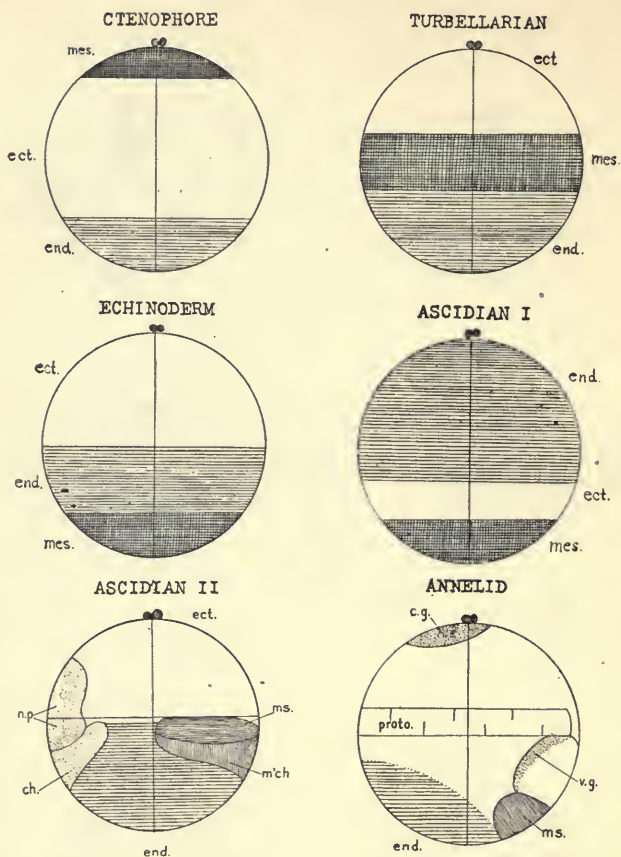 CTENOPHORE
mes.
ect.
end.
TURBELLARIAN
ect
mes.
end.
ECHINODERM
ect.
end.
mes.
ASCIDIAN I
end.
ect.
mes.
ASCIDIAN II
ect.
n.p.
ch.
ms.
m'ch
end.
ANNELID
c.g.
proto.
v.g.
ms.
end.